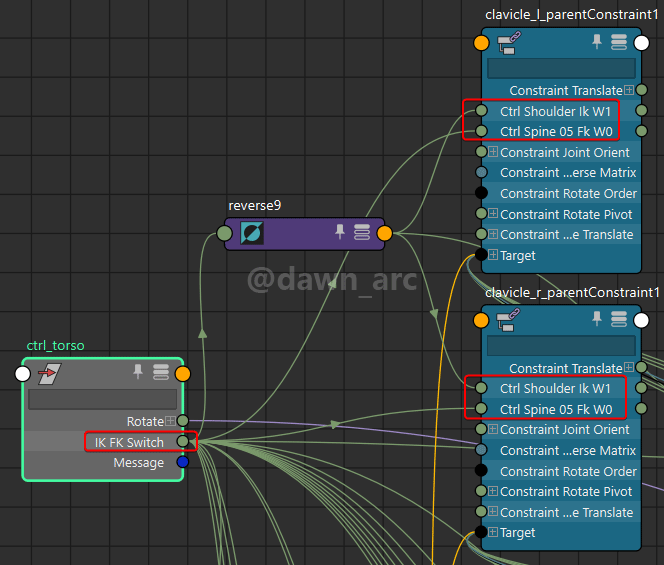 clavicle_l_parentConstraint1
Constraint Translate
Ctrl Shoulder Ik W1
Ctrl Spine 05 Fk W0
Constraint Joint Orient
Constraint ...erse Matrix
Constraint Rotate Order
Constraint Rotate Pivot
Constraint ...e Translate
Target
reverse9
@dawn_arc
clavicle_l_parentConstraint1
Constraint Translate
Ctrl Shoulder Ik W1
Ctrl Spine 05 Fk W0
Constraint Joint Orient
Constraint ...erse Matrix
Constraint Rotate Order
Constraint Rotate Pivot
Constraint ...e Translate
Target
ctrl_torso
Rotate
IK FK Switch
Message